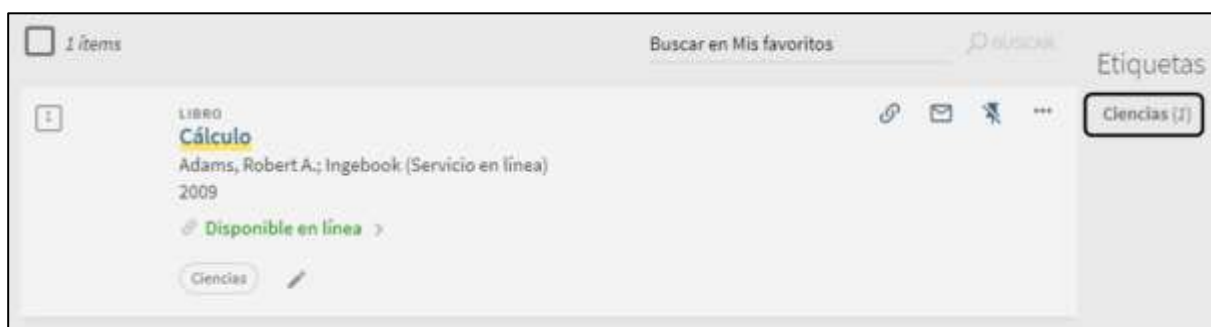 1 ítems
Buscar en Mis favoritos
BUSCAR
Etiquetas
Ciencias (1)
1
LIBRO
Cálculo
Adams, Robert A.; Ingebook (Servicio en línea)
2009
Disponible en línea
Ciencias